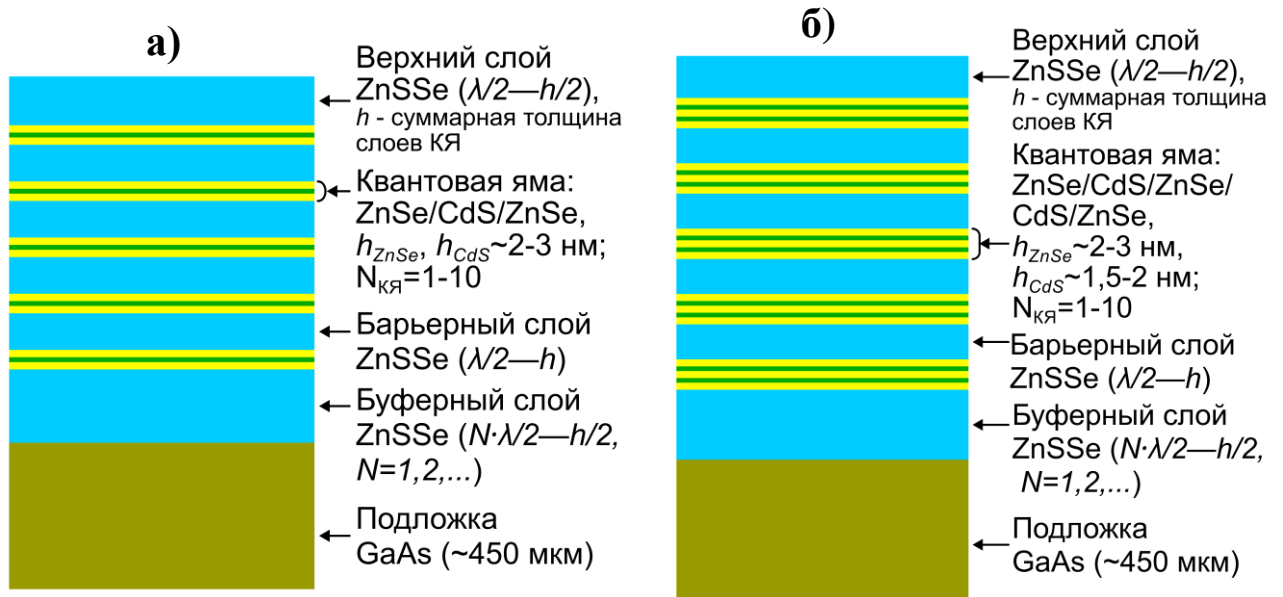 а)
Верхний слой
ZnSSe (λ/2—h/2),
h - суммарная толщина
слоев КЯ
Квантовая яма:
ZnSe/CdS/ZnSe,
hZnSe, hCdS~2-3 нм;
NКЯ=1-10
Барьерный слой
ZnSSe (λ/2—h)
Буферный слой
ZnSSe (N·λ/2—h/2,
N=1,2,...)
Подложка
GaAs (~450 мкм)
б)
Верхний слой
ZnSSe (λ/2—h/2),
h - суммарная толщина
слоев КЯ
Квантовая яма:
ZnSe/CdS/ZnSe/
CdS/ZnSe,
hZnSe~2-3 нм,
hCdS~1,5-2 нм;
NКЯ=1-10
Барьерный слой
ZnSSe (λ/2—h)
Буферный слой
ZnSSe (N·λ/2—h/2,
N=1,2,...)
Подложка
GaAs (~450 мкм)